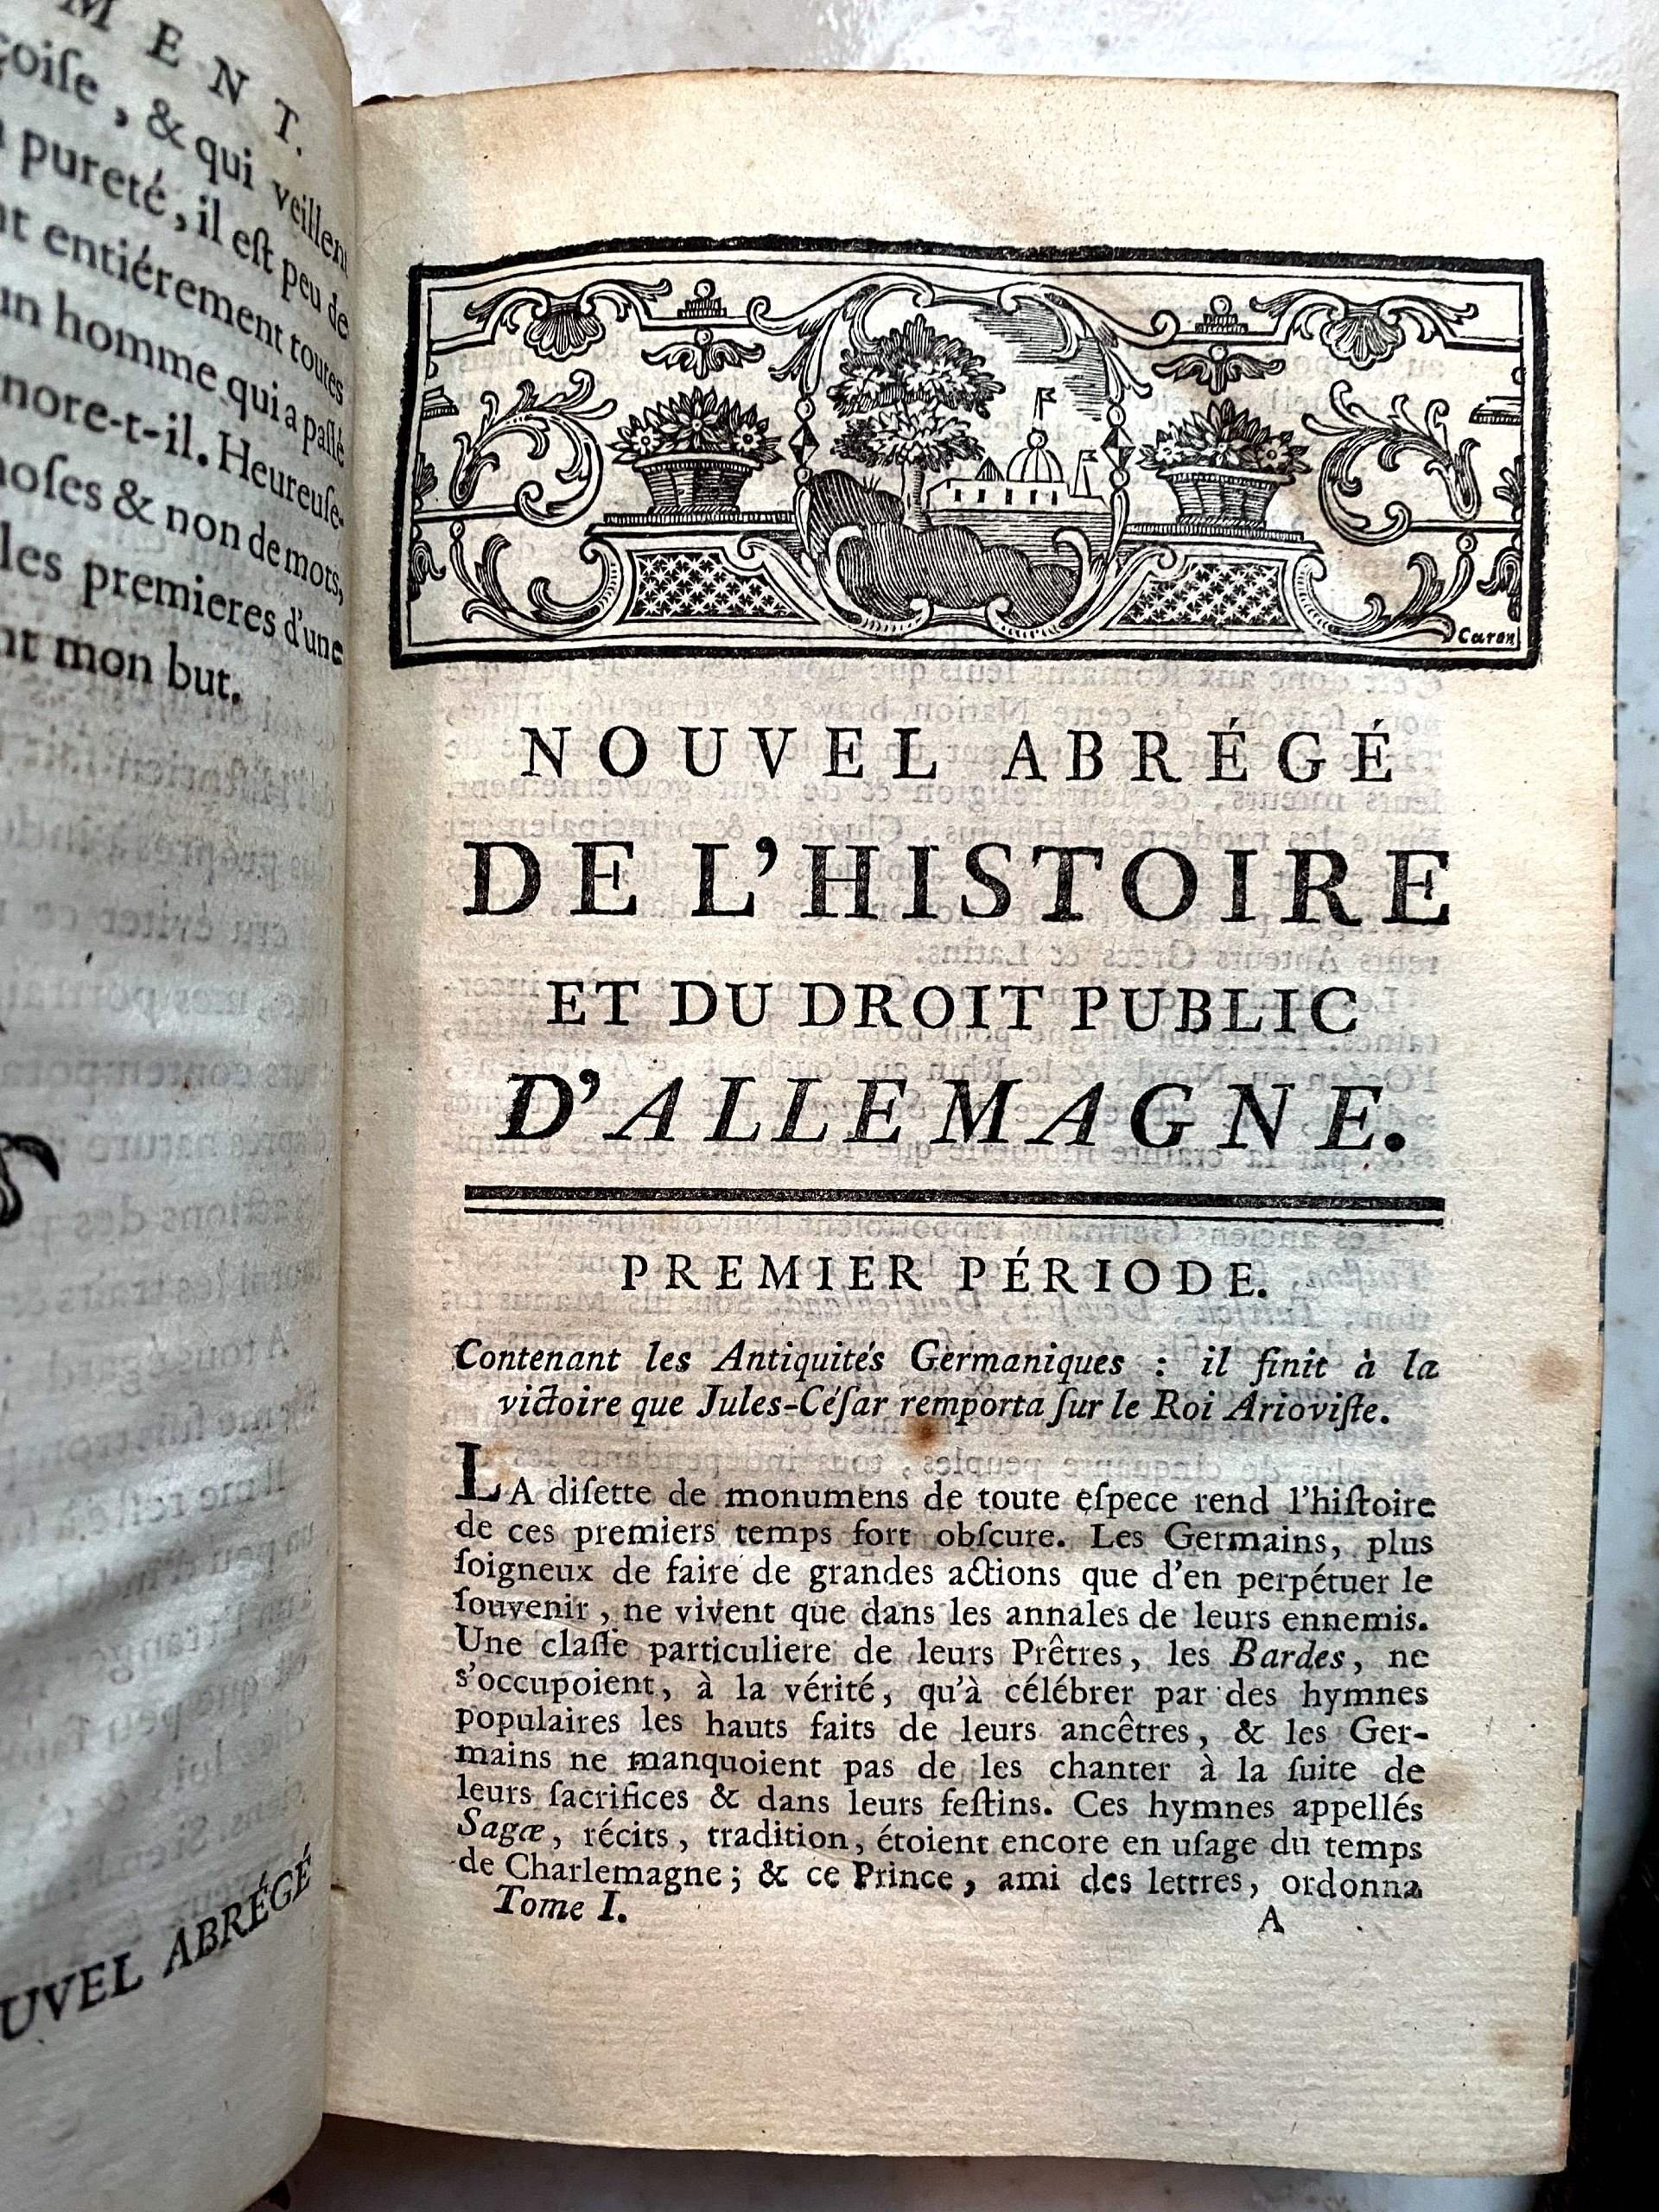 MENT.
çoiſe, & qui veillent
pureté, il eſt peu de
nt entiérement toutes
un homme qui a paſſé
nore-t-il. Heureuſe-
hoſes & non de mots,
les premieres d'une
nt mon but.
UVEL ABRÉGÉ
Caron
NOUVEL ABRÉGÉ
DE L'HISTOIRE
ET DU DROIT PUBLIC
D'ALLEMAGNE.
PREMIER PÉRIODE.
Contenant les Antiquités Germaniques : il finit à la
victoire que Jules-Céſar remporta ſur le Roi Arioviſte.
LA diſette de monumens de toute eſpece rend l'hiſtoire
de ces premiers temps fort obſcure. Les Germains, plus
ſoigneux de faire de grandes actions que d'en perpétuer le
ſouvenir, ne vivent que dans les annales de leurs ennemis.
Une claſſe particuliere de leurs Prêtres, les Bardes, ne
s'occupoient, à la vérité, qu'à célébrer par des hymnes
populaires les hauts faits de leurs ancêtres, & les Ger-
mains ne manquoient pas de les chanter à la ſuite de
leurs ſacrifices & dans leurs feſtins. Ces hymnes appellés
Sagæ, récits, tradition, étoient encore en uſage du temps
de Charlemagne ; & ce Prince, ami des lettres, ordonna
Tome I. A